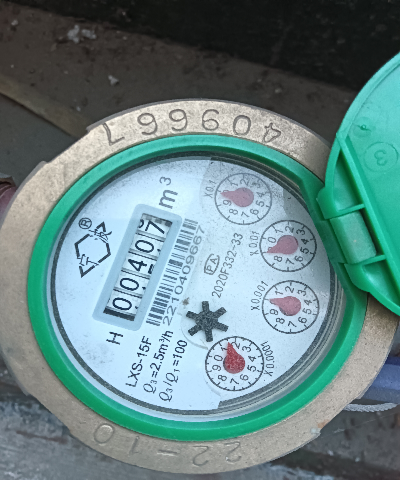 409667
m³
00407
H
2210409667
LXS-15F
Q₃=2.5m³/h
Q₃/Q₁=100
PA
2020F332-33
X0.1
X0.01
X0.001
X0.0001
22-10